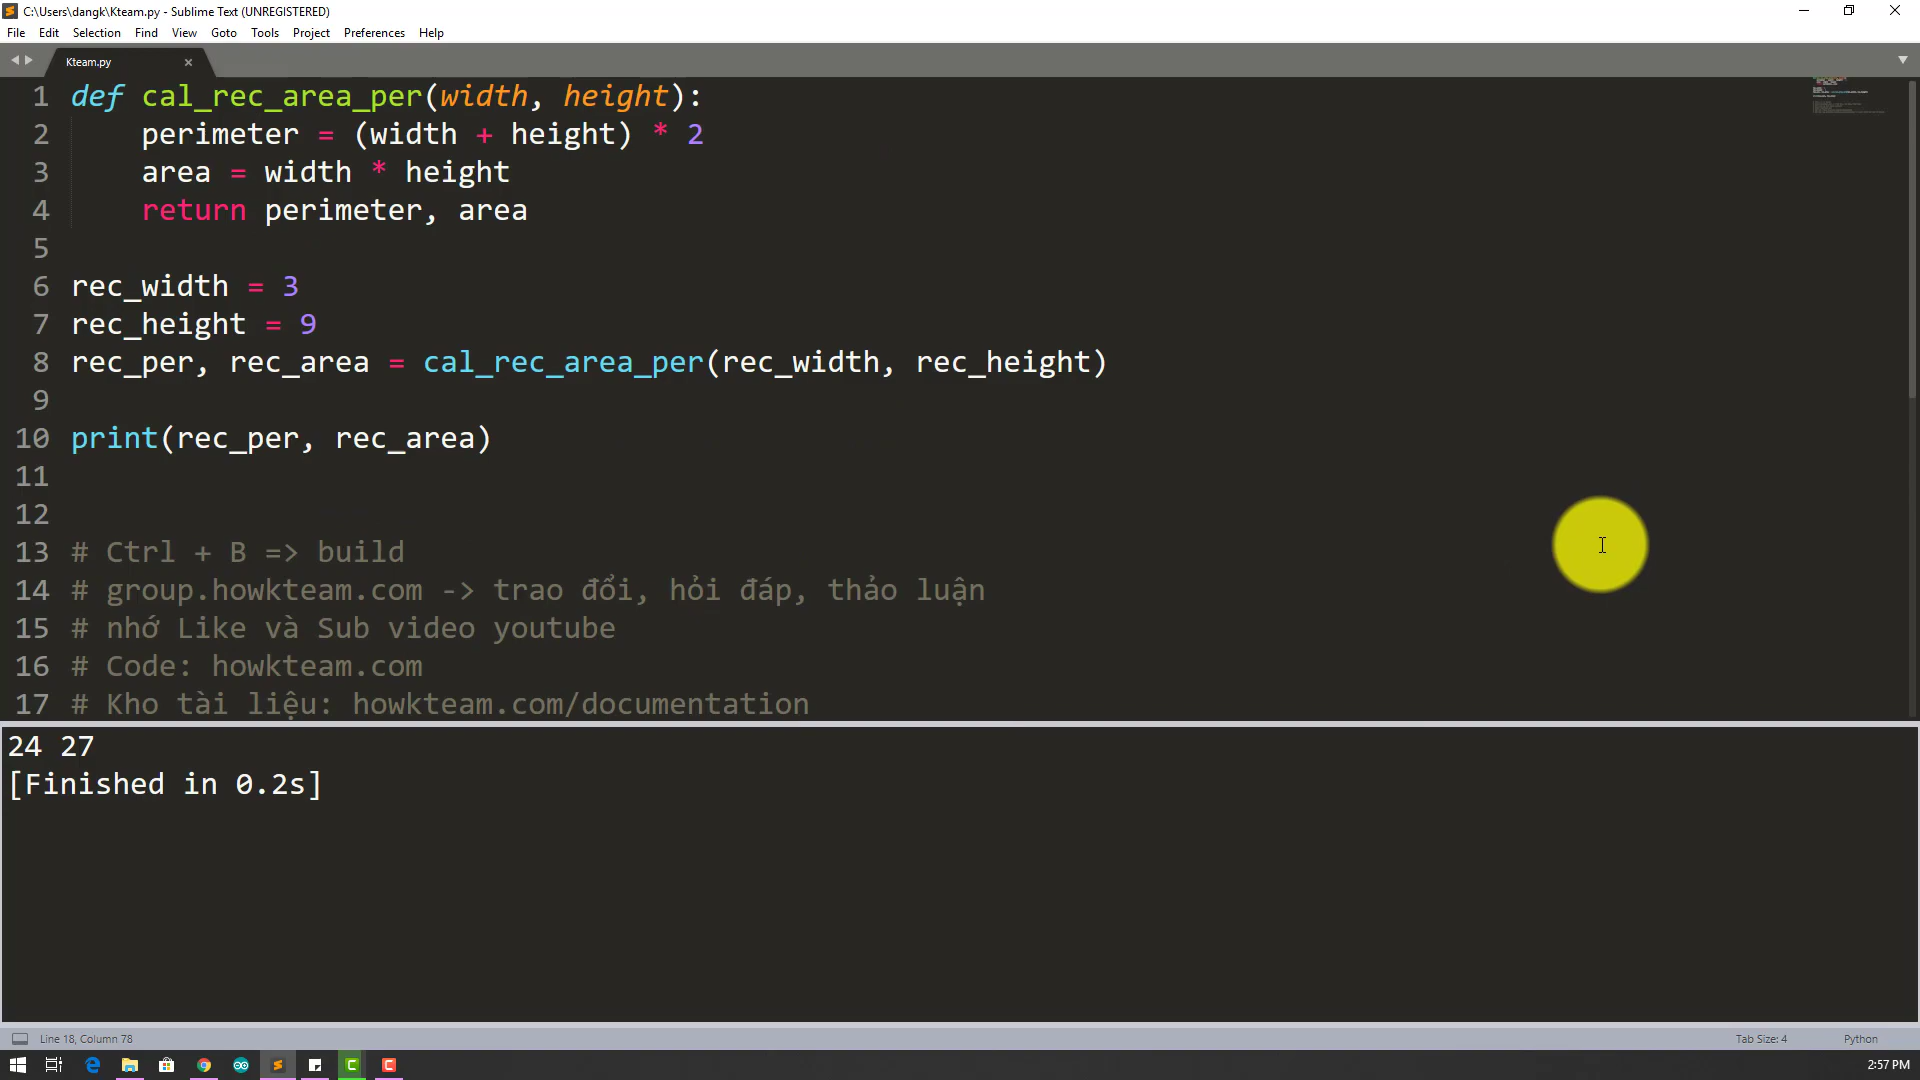 C:\Users\dangk\Kteam.py - Sublime Text (UNREGISTERED)
File Edit Selection Find View Goto Tools Project Preferences Help
Kteam.py
1 def cal_rec_area_per(width, height):
2 perimeter = (width + height) * 2
3 area = width * height
4 return perimeter, area
5
6 rec_width = 3
7 rec_height = 9
8 rec_per, rec_area = cal_rec_area_per(rec_width, rec_height)
9
10 print(rec_per, rec_area)
11
12
13 # Ctrl + B => build
14 # group.howkteam.com -> trao đổi, hỏi đáp, thảo luận
15 # nhớ Like và Sub video youtube
16 # Code: howkteam.com
17 # Kho tài liệu: howkteam.com/documentation
24 27
[Finished in 0.2s]
Line 18, Column 78
Tab Size: 4
Python
2:57 PM